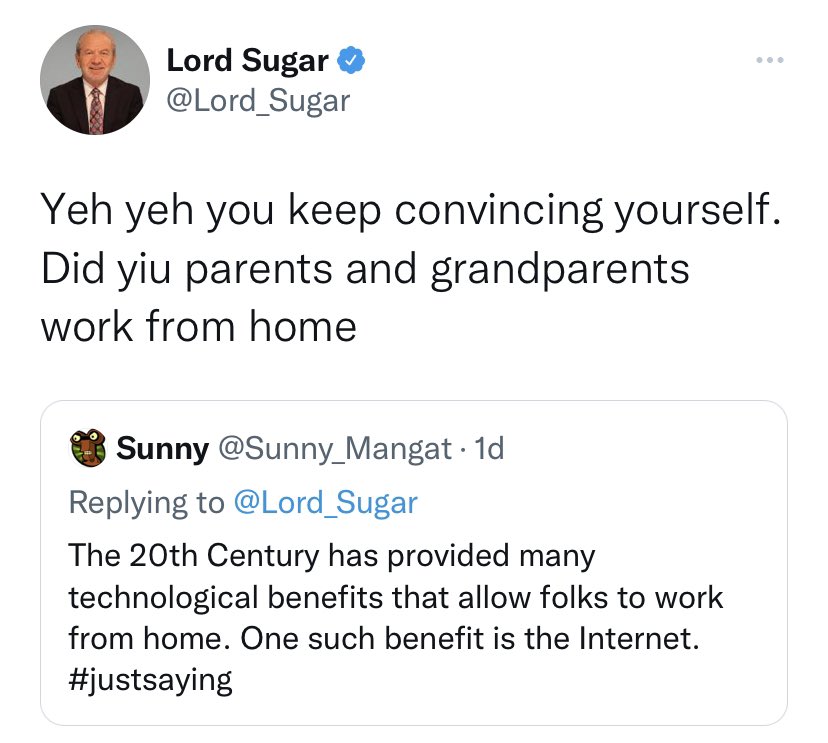 Lord Sugar
@Lord_Sugar
Yeh yeh you keep convincing yourself.
Did yiu parents and grandparents
work from home
Sunny @Sunny_Mangat · 1d
Replying to @Lord_Sugar
The 20th Century has provided many
technological benefits that allow folks to work
from home. One such benefit is the Internet.
#justsaying